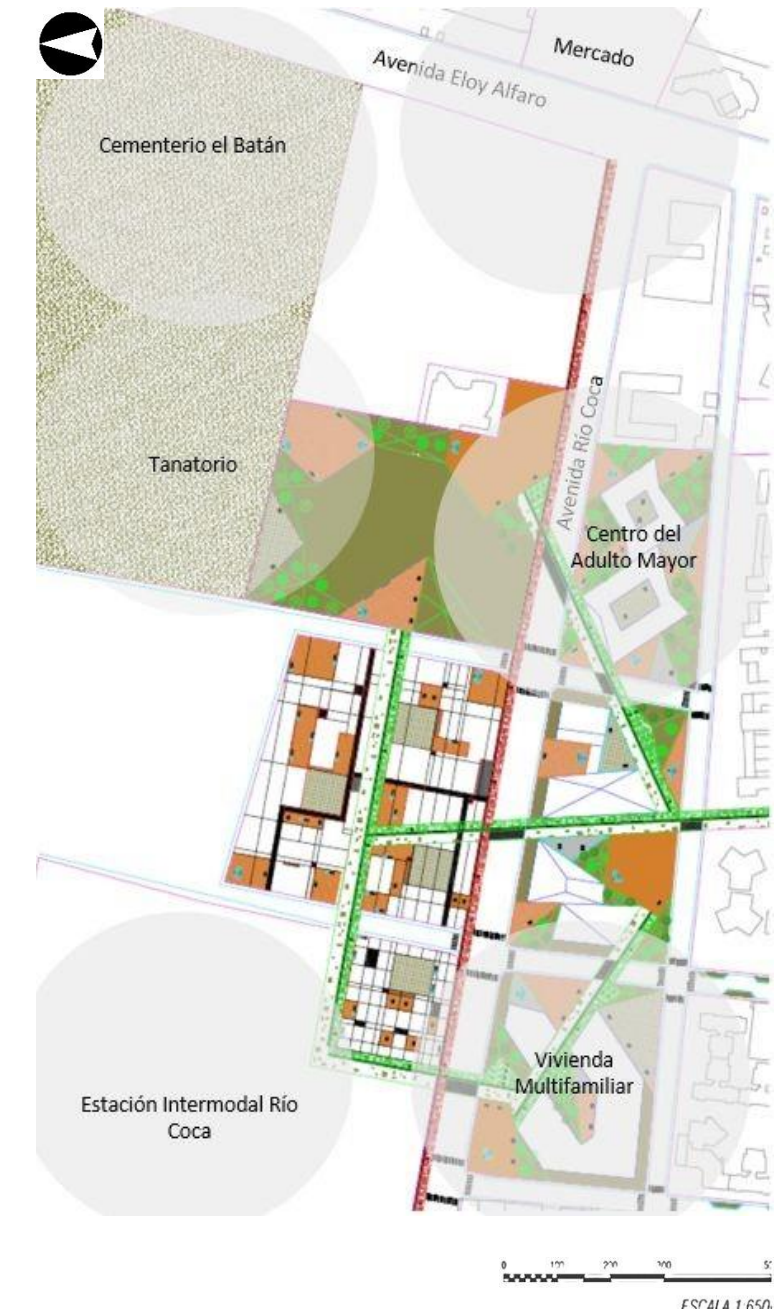 Mercado
Avenida Eloy Alfaro
Cementerio el Batán
Tanatorio
Avenida Río Coca
Centro del
Adulto Mayor
Vivienda
Multifamiliar
Estación Intermodal Río
Coca
0 100 200 300
ESCALA 1:650